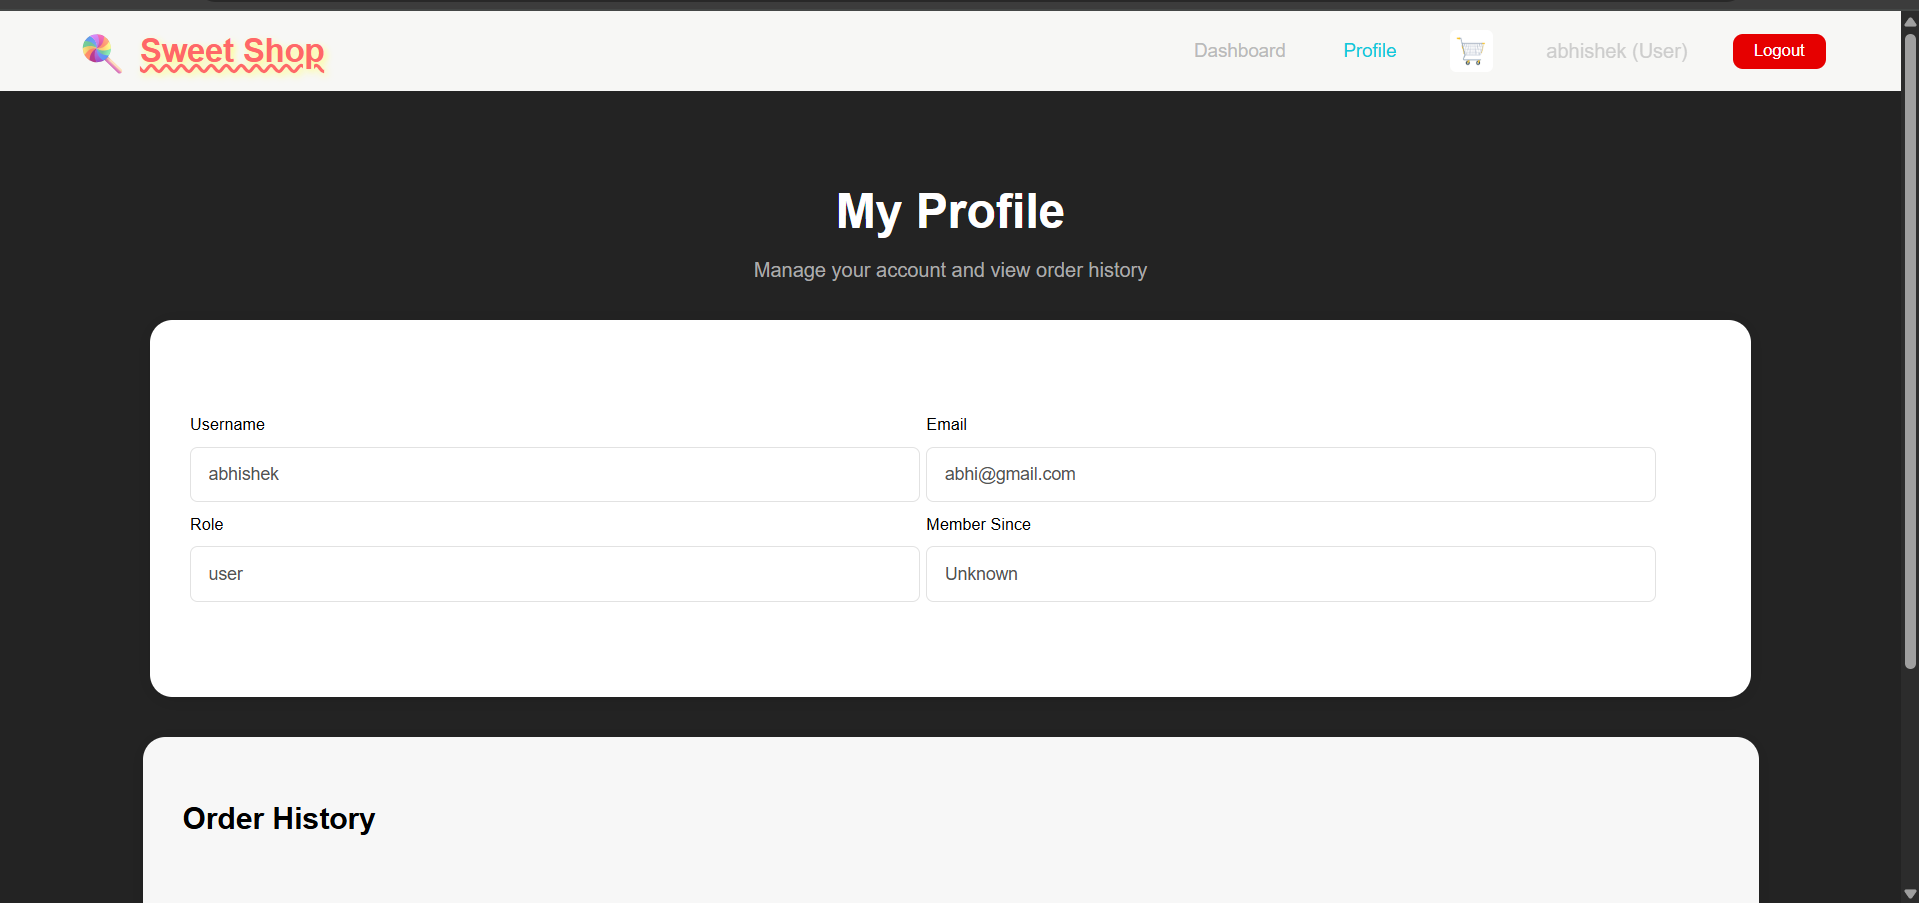 Sweet Shop
Dashboard
Profile
abhishek (User)
Logout
My Profile
Manage your account and view order history
Username
Email
abhishek
abhi@gmail.com
Role
Member Since
user
Unknown
Order History